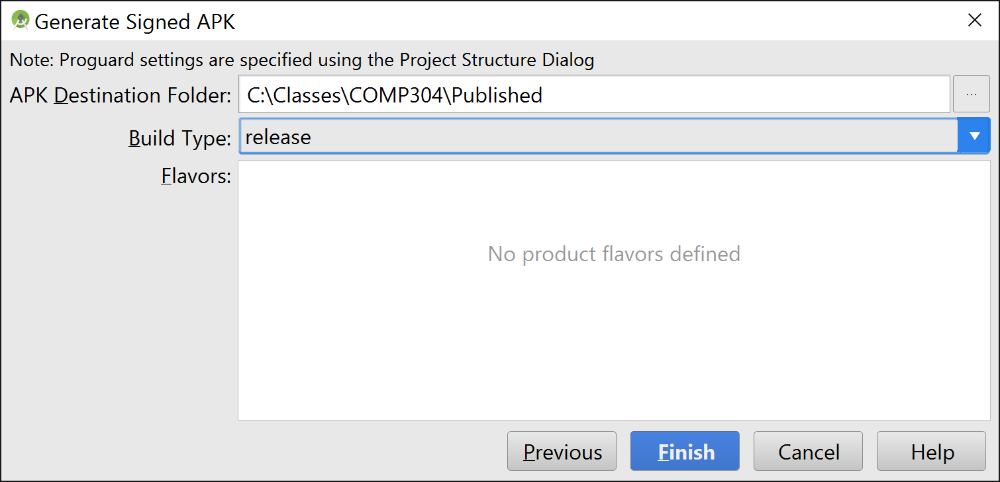 Generate Signed APK
Note: Proguard settings are specified using the Project Structure Dialog
APK Destination Folder: C:\Classes\COMP304\Published ...
Build Type: release
Flavors:
No product flavors defined
Previous Finish Cancel Help